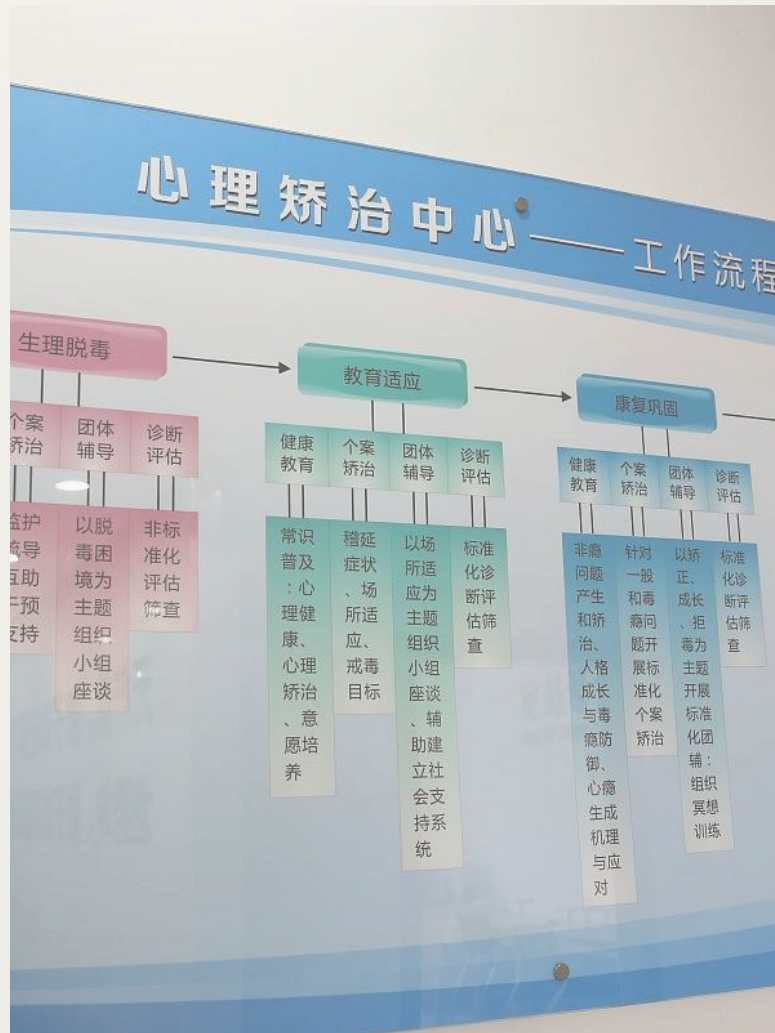 心理矫治中心——工作流程
生理脱毒
教育适应
康复巩固
个案
矫治
团体
辅导
诊断
评估
监护
疏导
互助
干预
支持
以脱
毒困
境为
主题
组织
小组
座谈
非标
准化
评估
筛查
健康
教育
个案
矫治
团体
辅导
诊断
评估
常识
普及
：心
理健
康、
心理
矫治
、意
愿培
养
稽延
症状
、场
所适
应、
戒毒
目标
以场
所适
应为
主题
组织
小组
座谈
、辅
助建
立社
会支
持系
统
标准
化诊
断评
估筛
查
健康
教育
个案
矫治
团体
辅导
诊断
评估
非瘾
问题
产生
和矫
治、
人格
成长
与毒
瘾防
御、
心瘾
生成
机理
与应
对
针对
一般
和毒
瘾问
题开
展标
准化
个案
矫治
以矫
正、
成长
、拒
毒为
主题
开展
标准
化团
辅：
组织
冥想
训练
标准
化诊
断评
估筛
查